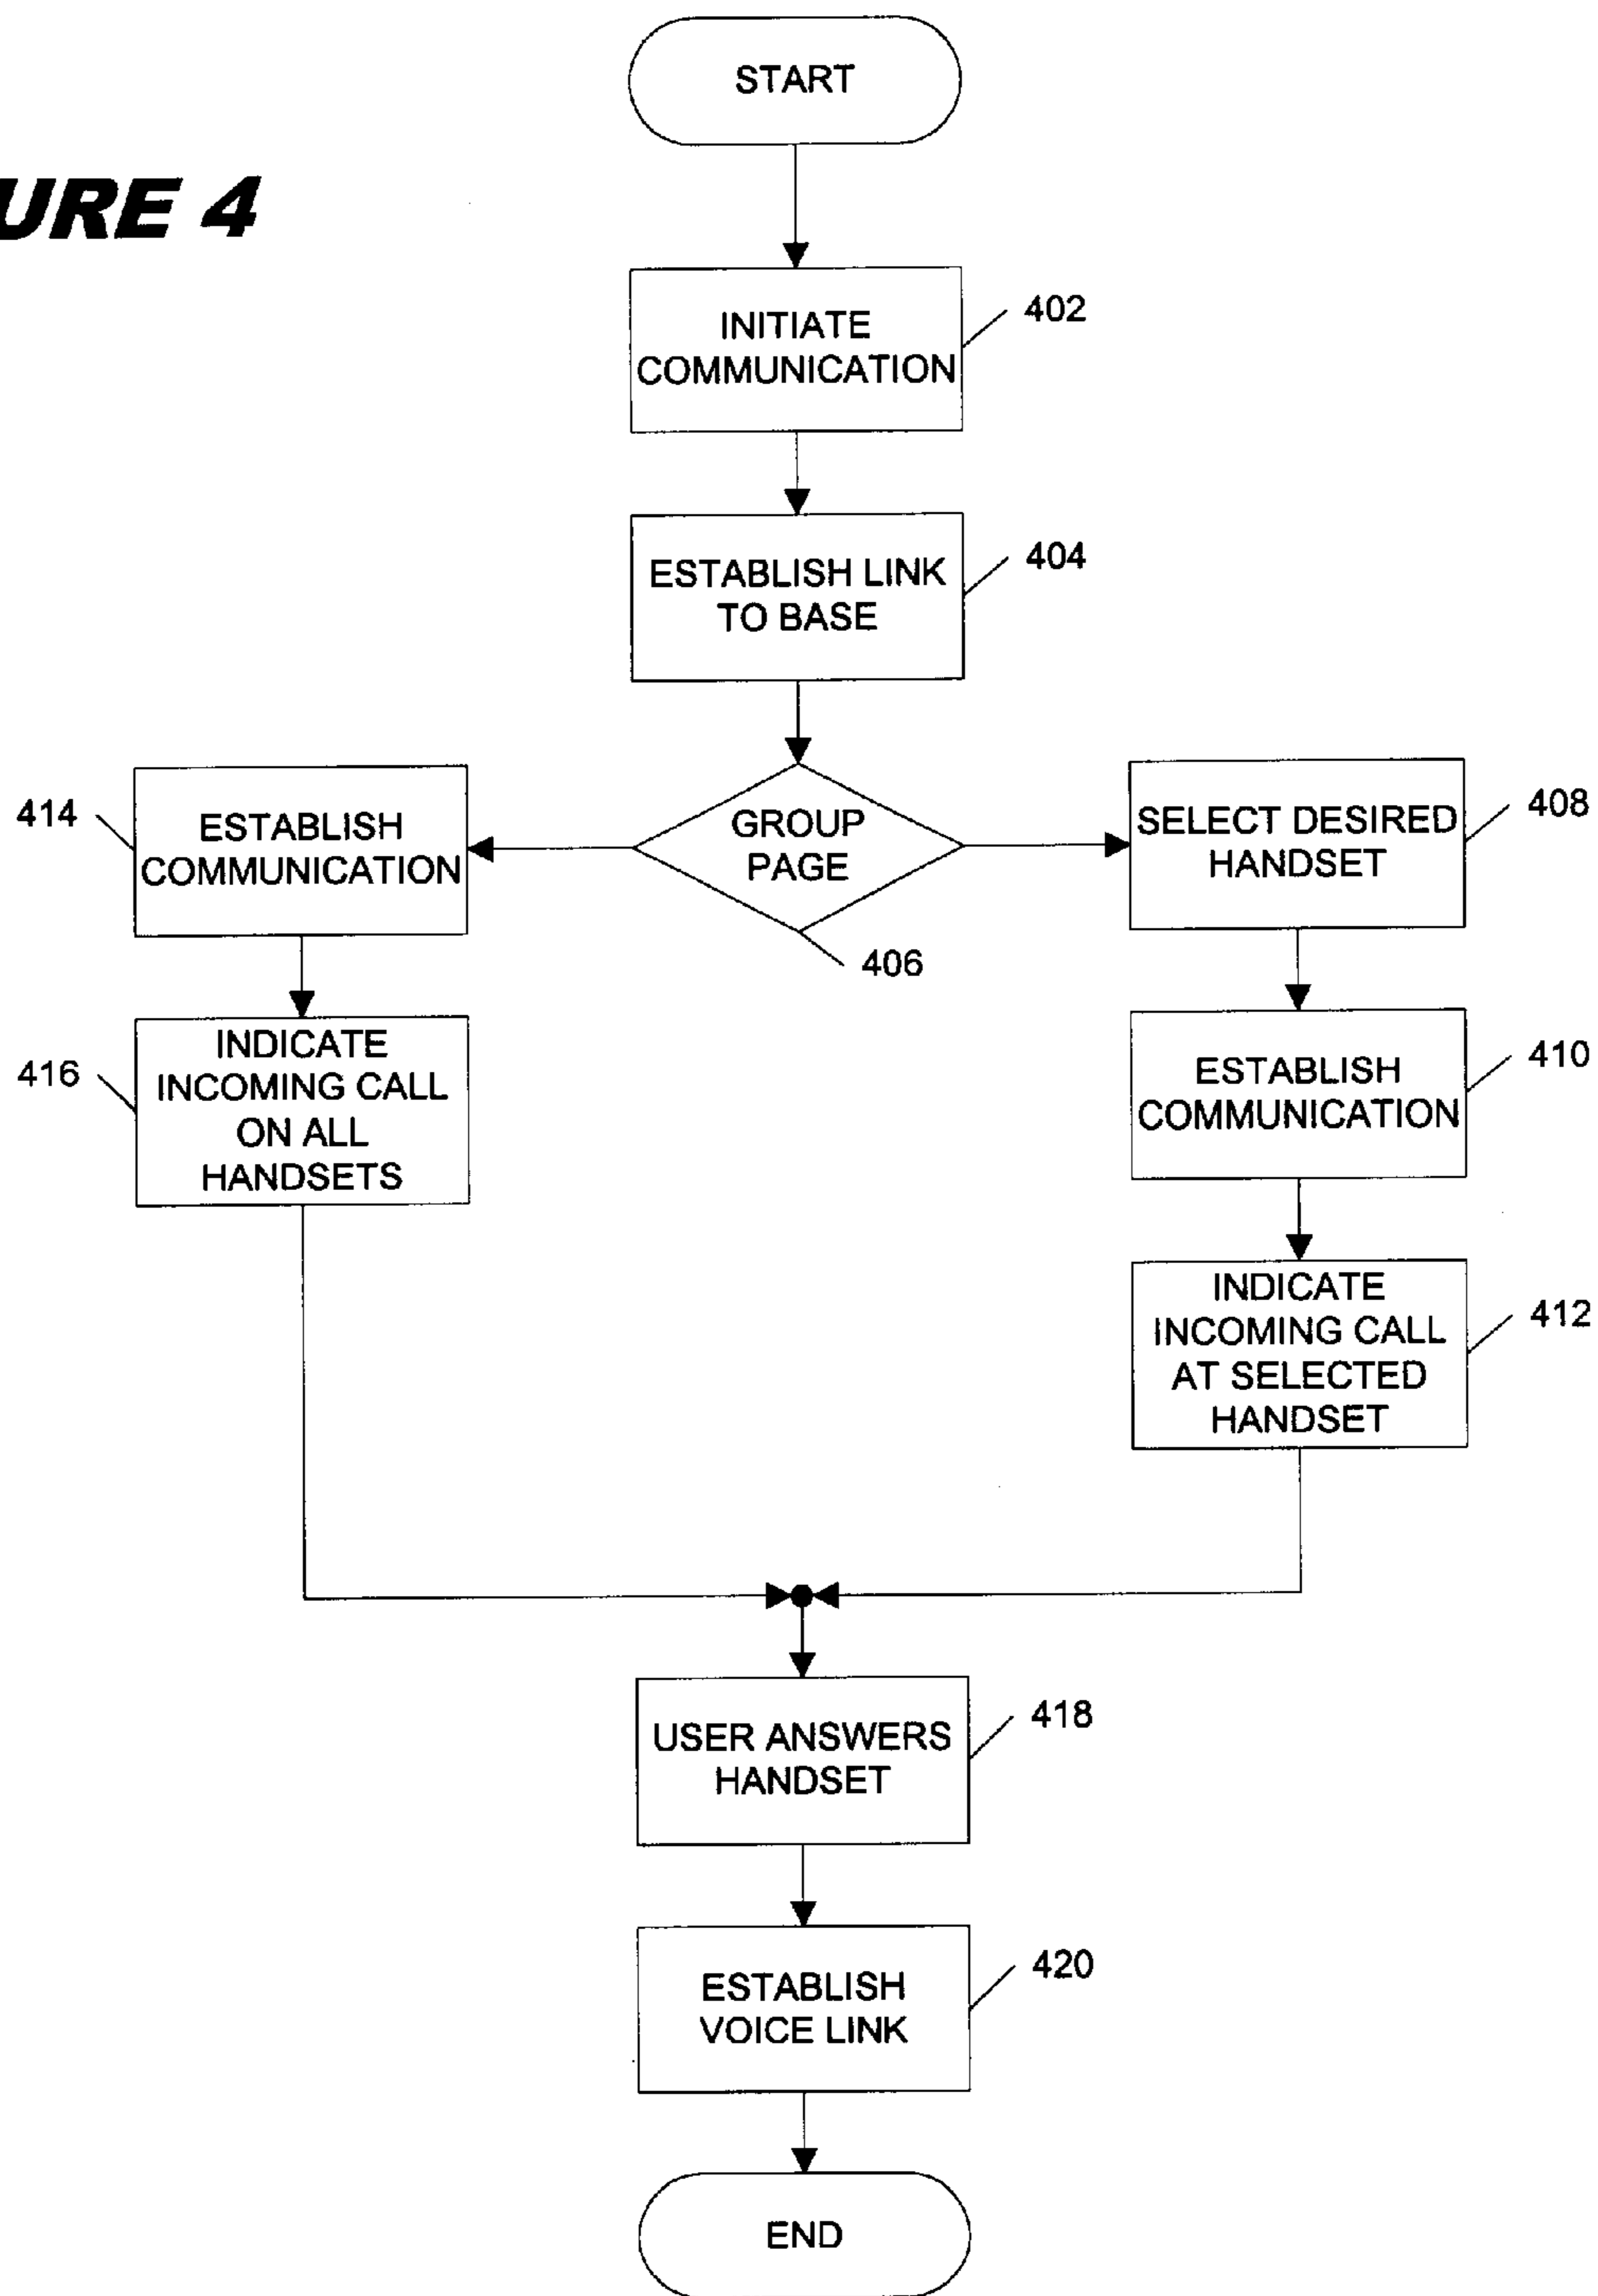 START
URE 4
INITIATE
COMMUNICATION
402
ESTABLISH LINK
TO BASE
404
GROUP
PAGE
406
414
ESTABLISH
COMMUNICATION
SELECT DESIRED
HANDSET
408
416
INDICATE
INCOMING CALL
ON ALL
HANDSETS
ESTABLISH
COMMUNICATION
410
INDICATE
INCOMING CALL
AT SELECTED
HANDSET
412
USER ANSWERS
HANDSET
418
ESTABLISH
VOICE LINK
420
END